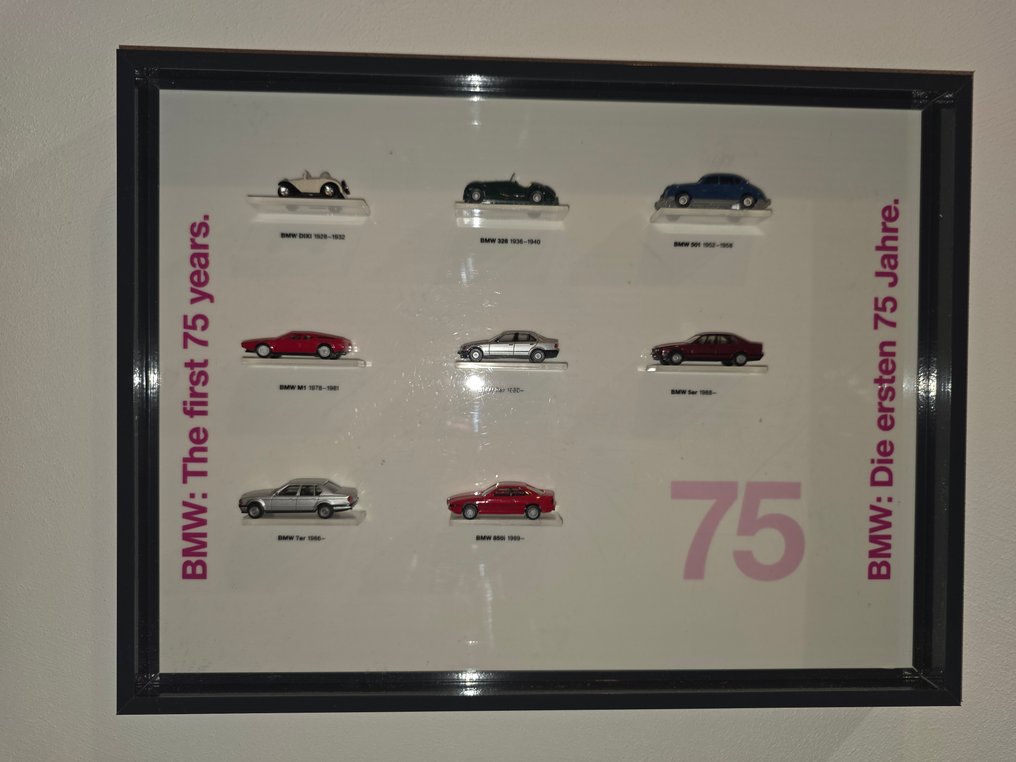 BMW: The first 75 years.
BMW DIXI 1929–1932
BMW 328 1936–1940
BMW 501 1952–1958
BMW M1 1978–1981
BMW 5er 1988–
BMW 7er 1986–
BMW 850i 1989–
75
BMW: Die ersten 75 Jahre.